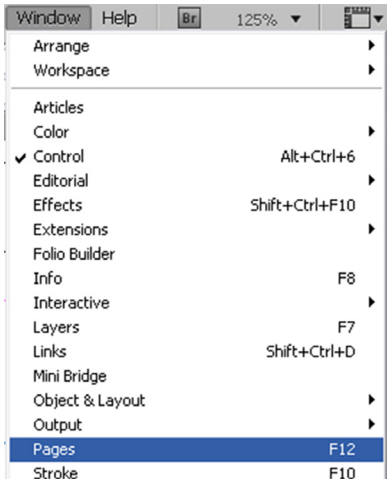 Window Help Br 125%
Arrange
Workspace
Articles
Color
Control Alt+Ctrl+6
Editorial
Effects Shift+Ctrl+F10
Extensions
Folio Builder
Info F8
Interactive
Layers F7
Links Shift+Ctrl+D
Mini Bridge
Object & Layout
Output
Pages F12
Stroke F10